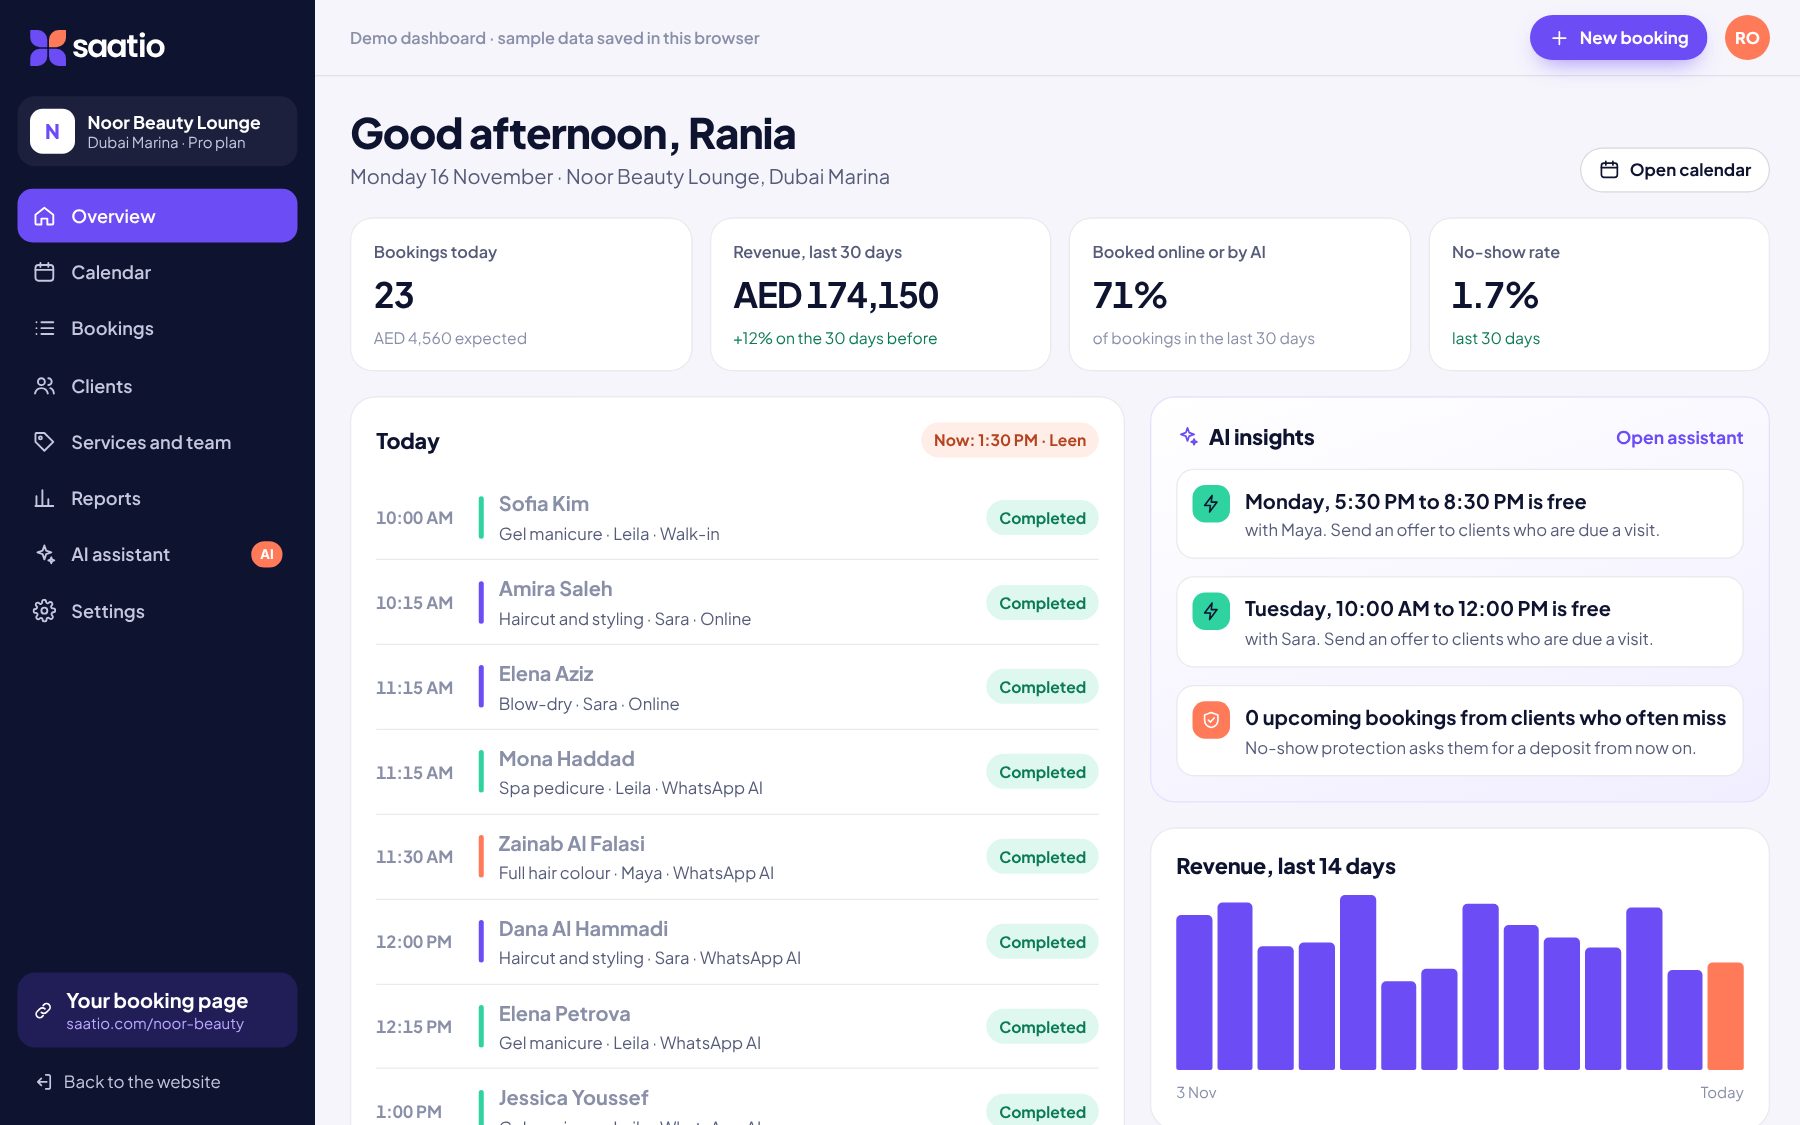 saatio
N
Noor Beauty Lounge
Dubai Marina · Pro plan
Overview
Calendar
Bookings
Clients
Services and team
Reports
AI assistant
AI
Settings
Your booking page
saatio.com/noor-beauty
Back to the website
Demo dashboard · sample data saved in this browser
New booking
RO
Good afternoon, Rania
Monday 16 November · Noor Beauty Lounge, Dubai Marina
Open calendar
Bookings today
23
AED 4,560 expected
Revenue, last 30 days
AED 174,150
+12% on the 30 days before
Booked online or by AI
71%
of bookings in the last 30 days
No-show rate
1.7%
last 30 days
Today
Now: 1:30 PM · Leen
10:00 AM
Sofia Kim
Gel manicure · Leila · Walk-in
Completed
10:15 AM
Amira Saleh
Haircut and styling · Sara · Online
Completed
11:15 AM
Elena Aziz
Blow-dry · Sara · Online
Completed
11:15 AM
Mona Haddad
Spa pedicure · Leila · WhatsApp AI
Completed
11:30 AM
Zainab Al Falasi
Full hair colour · Maya · WhatsApp AI
Completed
12:00 PM
Dana Al Hammadi
Haircut and styling · Sara · WhatsApp AI
Completed
12:15 PM
Elena Petrova
Gel manicure · Leila · WhatsApp AI
Completed
1:00 PM
Jessica Youssef
Completed
AI insights
Open assistant
Monday, 5:30 PM to 8:30 PM is free
with Maya. Send an offer to clients who are due a visit.
Tuesday, 10:00 AM to 12:00 PM is free
with Sara. Send an offer to clients who are due a visit.
0 upcoming bookings from clients who often miss
No-show protection asks them for a deposit from now on.
Revenue, last 14 days
3 Nov
Today